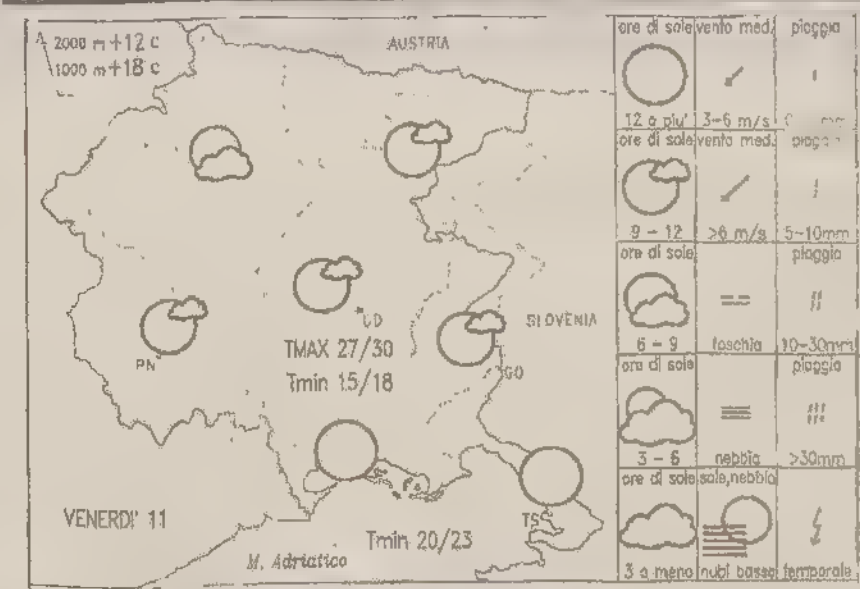 2000 m +12 c
1000 m +18 c
AUSTRIA
SLOVENIA
UD
PN
GO
TMAX 27/30
Tmin 15/18
TS
VENERDI' 11
M. Adriatico
Tmin 20/23
ore di sole vento med. pioggia
12 o piu' 3-6 m/s mm
ore di sole vento med. pioggia
9 - 12 >6 m/s 5-10mm
ore di sole pioggia
6 - 9 foschia 10-30mm
ore di sole pioggia
3 - 6 nebbia >30mm
ore di sole sole,nebbia
3 o meno nubi basse temporale